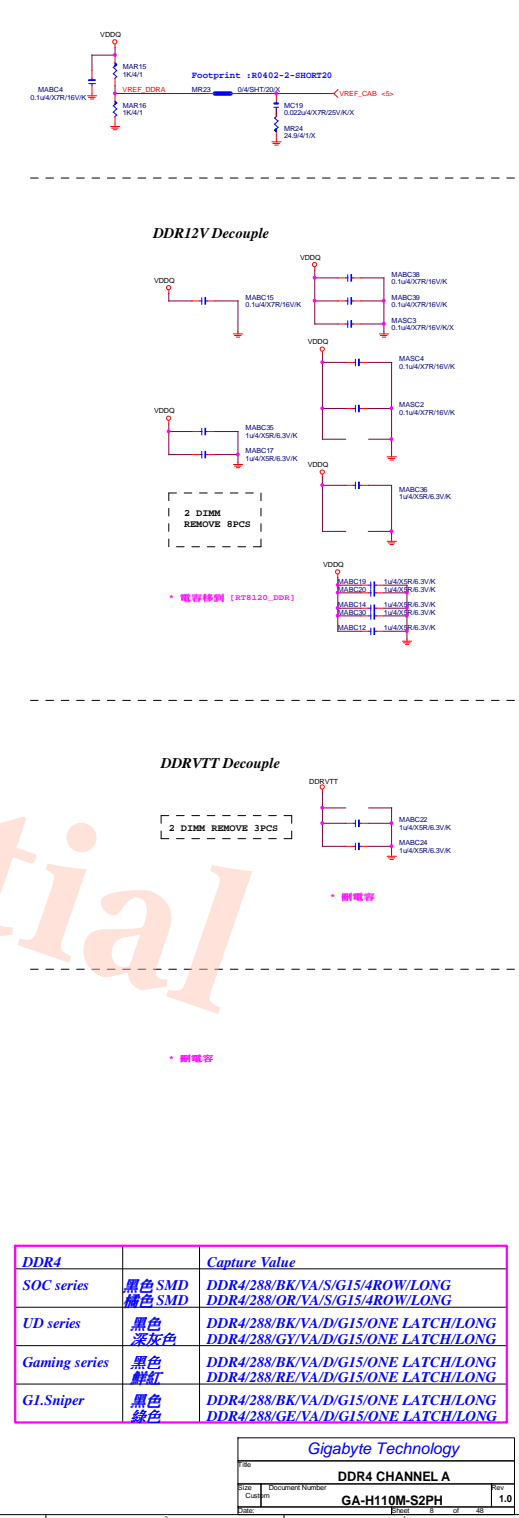 VDDQ
MAR15
1K/4/1
MABC4
0.1u/4/X7R/16V/K
VREF_DDRA
Footprint :R0402-2-SHORT20
MR23
0/4/SHT/20/X
VREF_CAB <5>
MAR16
1K/4/1
MC19
0.022u/4/X7R/25V/K/X
MR24
24.9/4/1/X
DDR12V Decouple
VDDQ
MABC15
0.1u/4/X7R/16V/K
VDDQ
MABC38
0.1u/4/X7R/16V/K
MABC39
0.1u/4/X7R/16V/K
MASC3
0.1u/4/X7R/16V/K/X
VDDQ
MASC4
0.1u/4/X7R/16V/K
MASC2
0.1u/4/X7R/16V/K
VDDQ
MABC35
1u/4/X5R/6.3V/K
MABC17
1u/4/X5R/6.3V/K
VDDQ
MABC36
1u/4/X5R/6.3V/K
2 DIMM
REMOVE 8PCS
* 電容移到 [RT8120_DDR]
VDDQ
MABC19 1u/4/X5R/6.3V/K
MABC20 1u/4/X5R/6.3V/K
MABC14 1u/4/X5R/6.3V/K
MABC30 1u/4/X5R/6.3V/K
MABC12 1u/4/X5R/6.3V/K
DDRVTT Decouple
DDRVTT
2 DIMM REMOVE 3PCS
MABC22
1u/4/X5R/6.3V/K
MABC24
1u/4/X5R/6.3V/K
* 刪電容
tial
* 刪電容
DDR4 Capture Value
SOC series 黑色 SMD DDR4/288/BK/VA/S/G15/4ROW/LONG
橘色 SMD DDR4/288/OR/VA/S/G15/4ROW/LONG
UD series 黑色 DDR4/288/BK/VA/D/G15/ONE LATCH/LONG
深灰色 DDR4/288/GY/VA/D/G15/ONE LATCH/LONG
Gaming series 黑色 DDR4/288/BK/VA/D/G15/ONE LATCH/LONG
鮮紅 DDR4/288/RE/VA/D/G15/ONE LATCH/LONG
G1.Sniper 黑色 DDR4/288/BK/VA/D/G15/ONE LATCH/LONG
綠色 DDR4/288/GE/VA/D/G15/ONE LATCH/LONG
Gigabyte Technology
Title
DDR4 CHANNEL A
Size Document Number Rev
Custom GA-H110M-S2PH 1.0
Date: Sheet 8 of 48